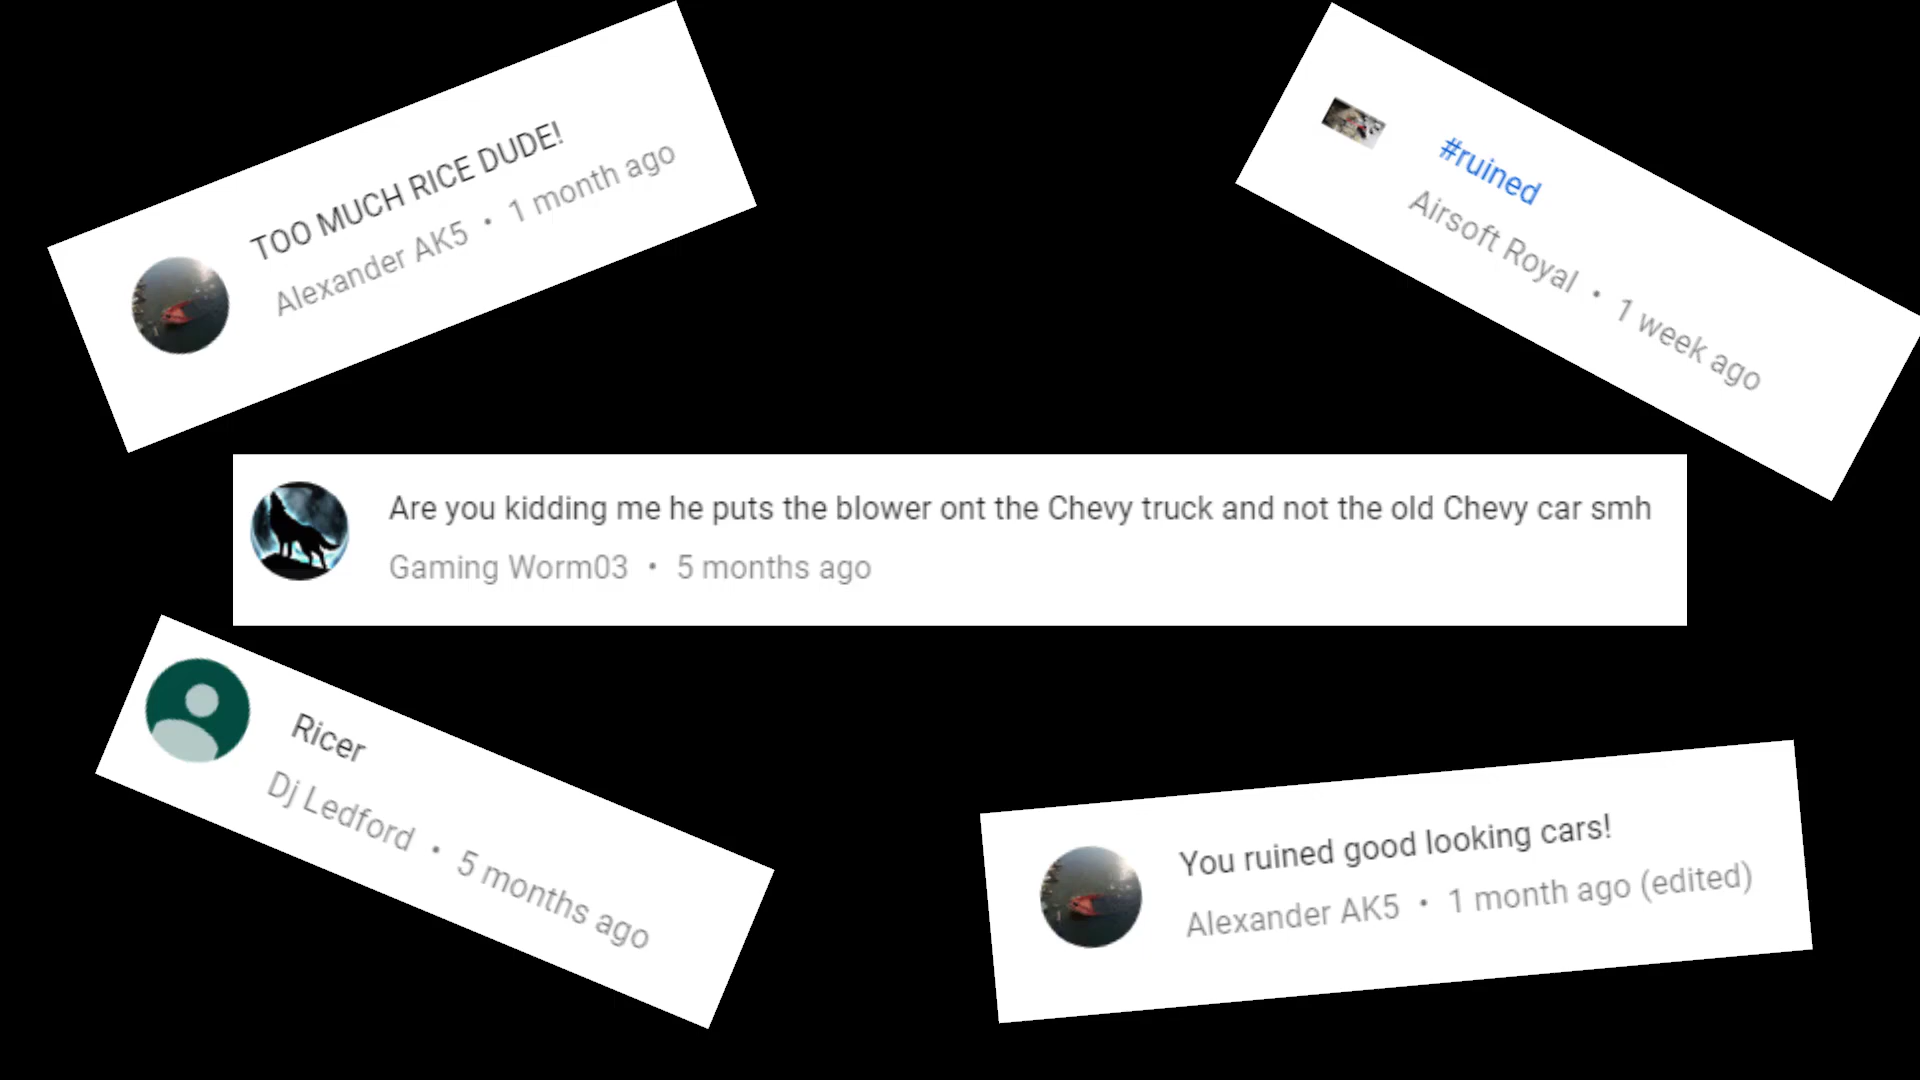 TOO MUCH RICE DUDE!
Alexander AK5 • 1 month ago
#ruined
Airsoft Royal • 1 week ago
Are you kidding me he puts the blower ont the Chevy truck and not the old Chevy car smh
Gaming Worm03 • 5 months ago
Ricer
Dj Ledford • 5 months ago
You ruined good looking cars!
Alexander AK5 • 1 month ago (edited)